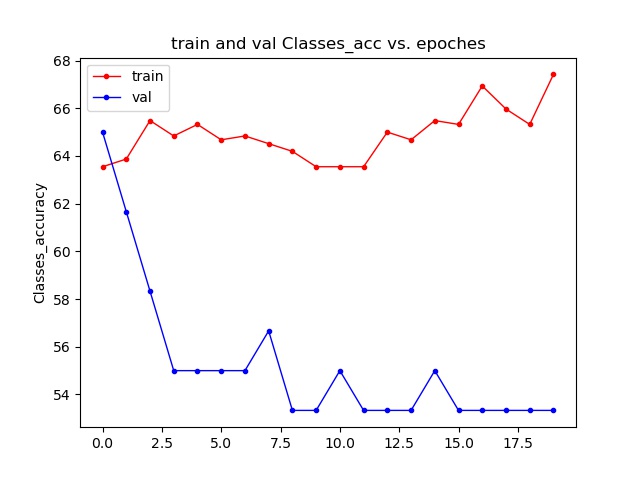 train and val Classes_acc vs. epoches
train
val
Classes_accuracy
68
66
64
62
60
58
56
54
0.0 2.5 5.0 7.5 10.0 12.5 15.0 17.5